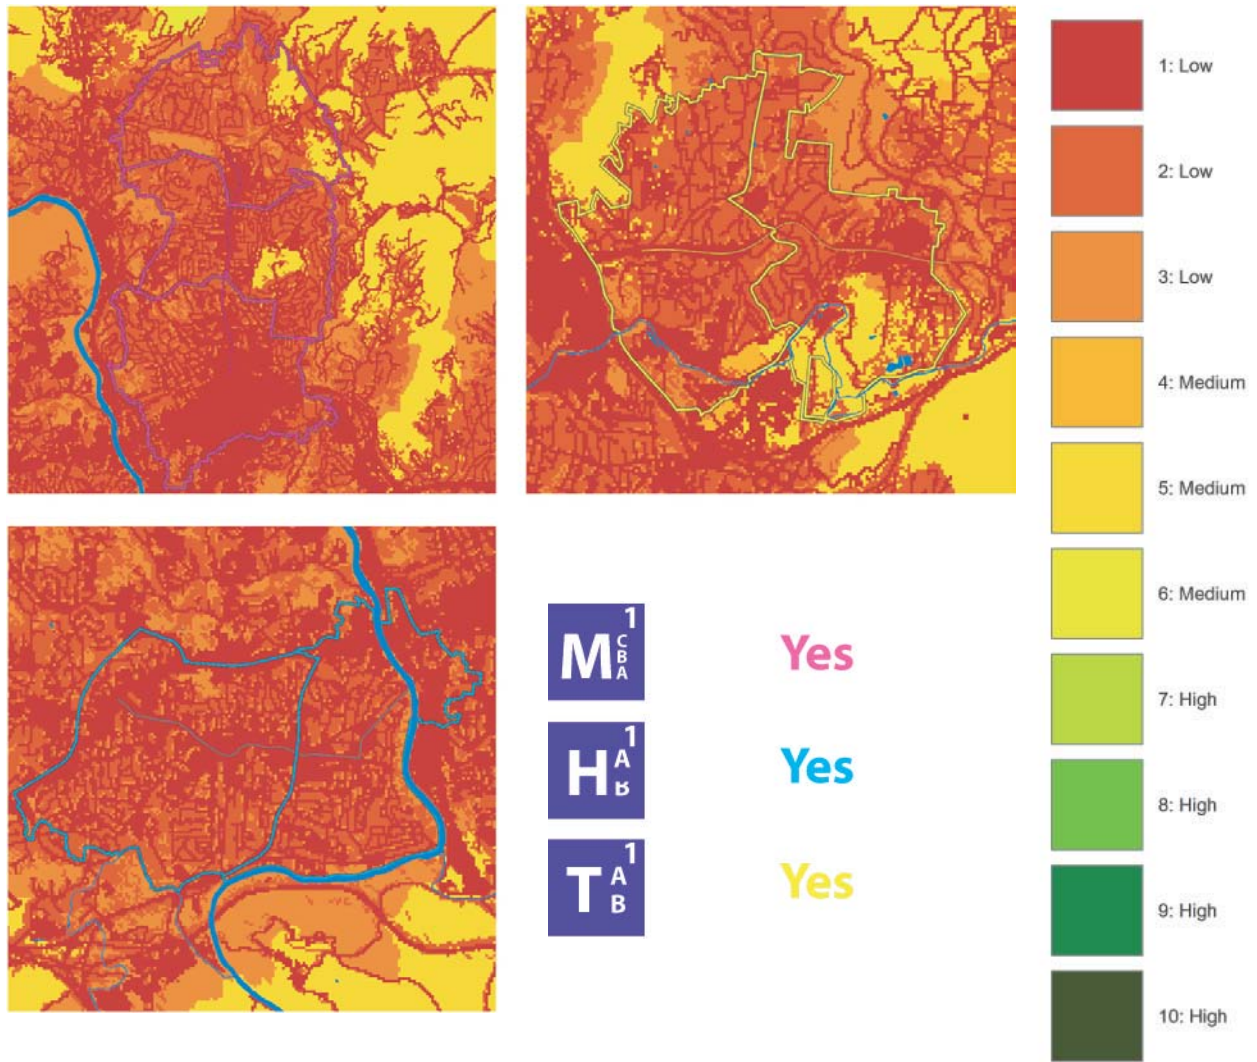 1: Low
2: Low
3: Low
4: Medium
5: Medium
6: Medium
7: High
8: High
9: High
10: High
M 1 C B A
Yes
H 1 A B
Yes
T 1 A B
Yes